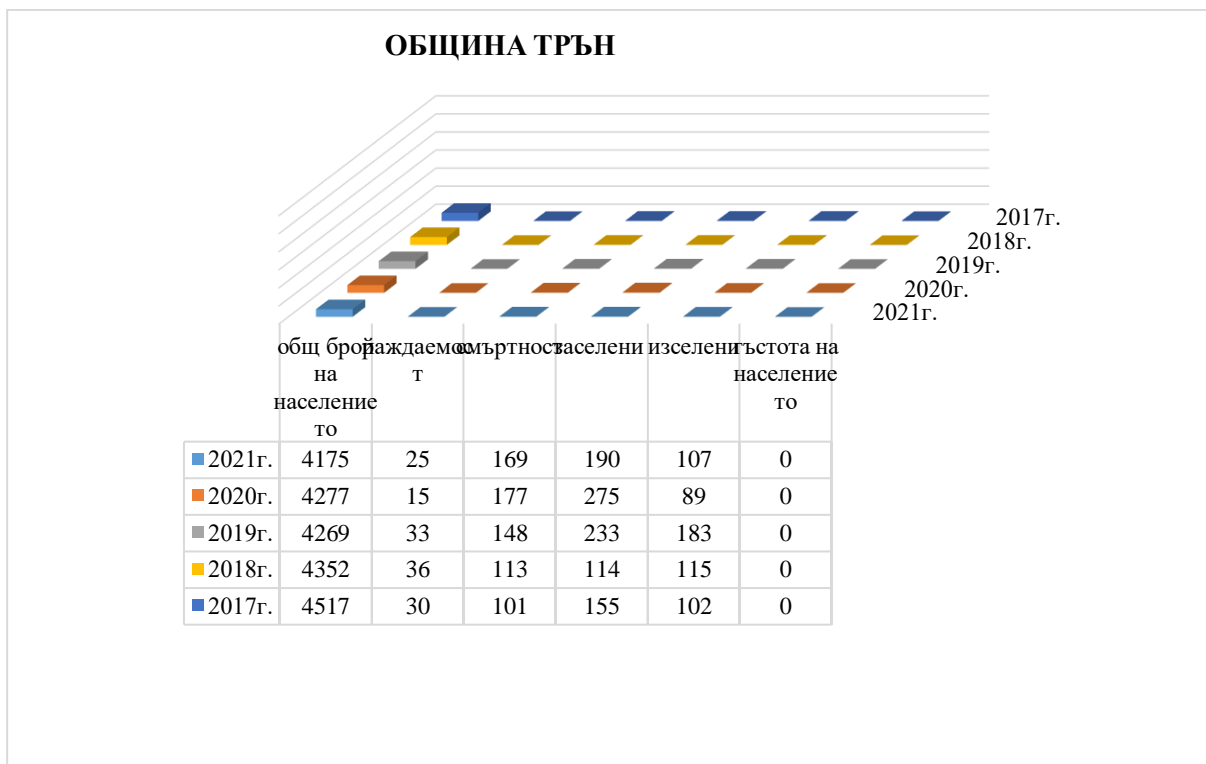 ОБЩИНА ТРЪН
2017г.
2018г.
2019г.
2020г.
2021г.
общ брой
на
население
то
раждаемос
т
смъртност
заселени
изселени
гъстота на
население
то
2021г. 4175 25 169 190 107 0
2020г. 4277 15 177 275 89 0
2019г. 4269 33 148 233 183 0
2018г. 4352 36 113 114 115 0
2017г. 4517 30 101 155 102 0